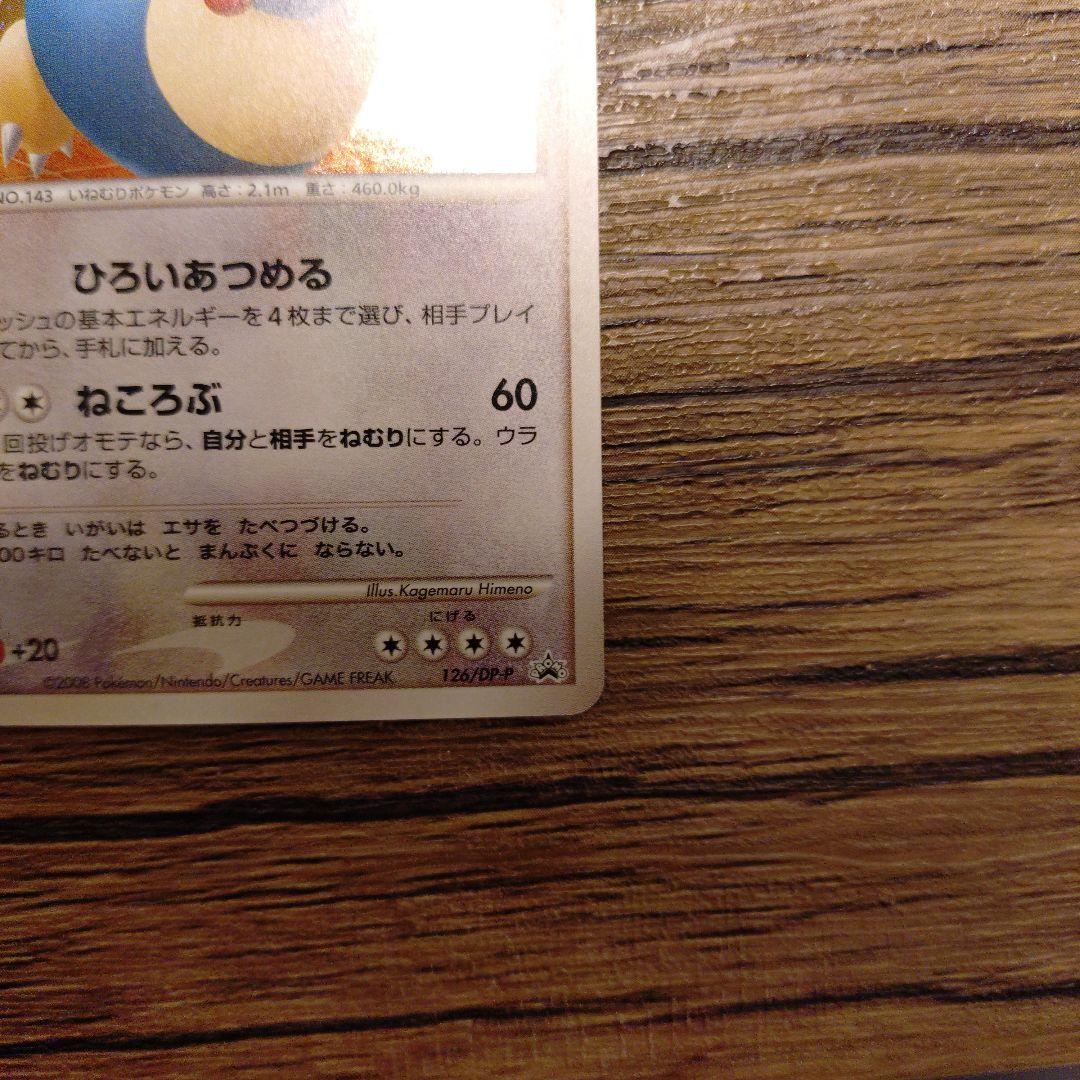 NO.143 いねむりポケモン 高さ：2.1m 重さ：460.0kg
ひろいあつめる
ッシュの基本エネルギーを4枚まで選び、相手プレイ
てから、手札に加える。
ねころぶ 60
回投げオモテなら、自分と相手をねむりにする。ウラ
をねむりにする。
るとき いがいは エサを たべつづける。
00キロ たべないと まんぷくに ならない。
Illus.Kagemaru Himeno
抵抗力 にげる
+20
©2008 Pokémon/Nintendo/Creatures/GAME FREAK. 126/DP-P